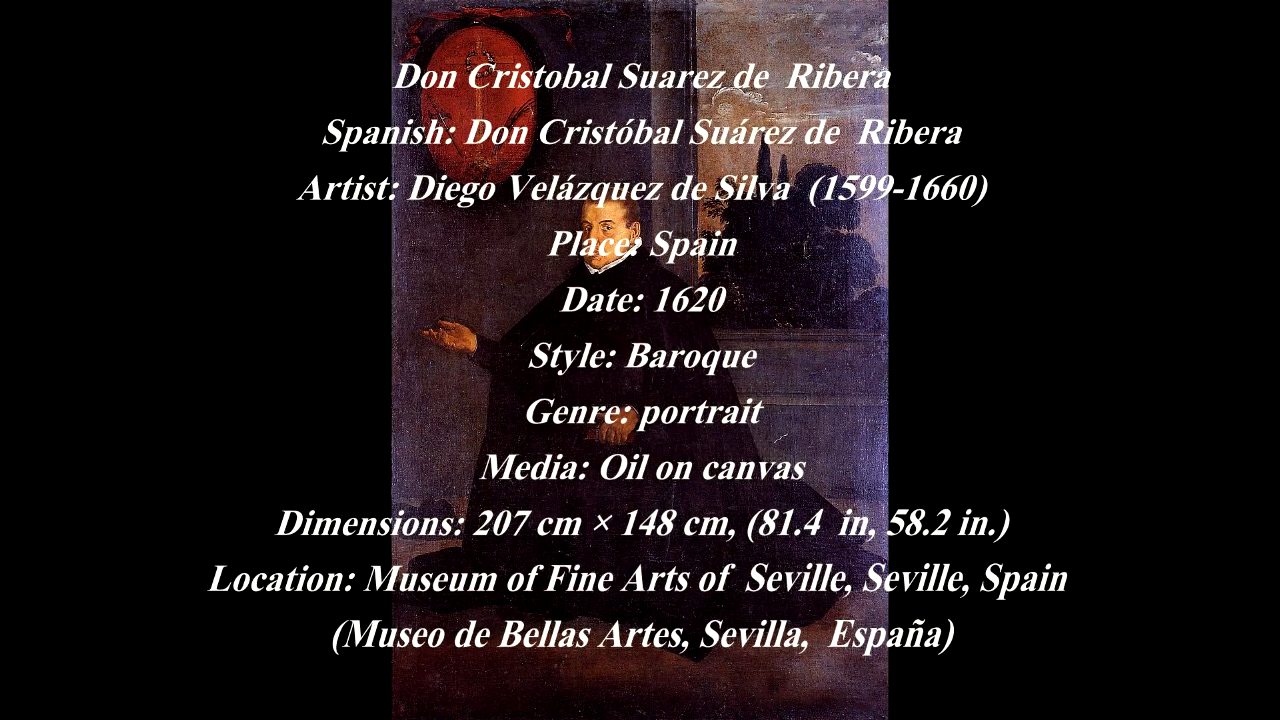 Don Cristobal Suarez de Ribera
Spanish: Don Cristóbal Suárez de Ribera
Artist: Diego Velázquez de Silva (1599-1660)
Place: Spain
Date: 1620
Style: Baroque
Genre: portrait
Media: Oil on canvas
Dimensions: 207 cm × 148 cm, (81.4 in, 58.2 in.)
Location: Museum of Fine Arts of Seville, Seville, Spain
(Museo de Bellas Artes, Sevilla, España)